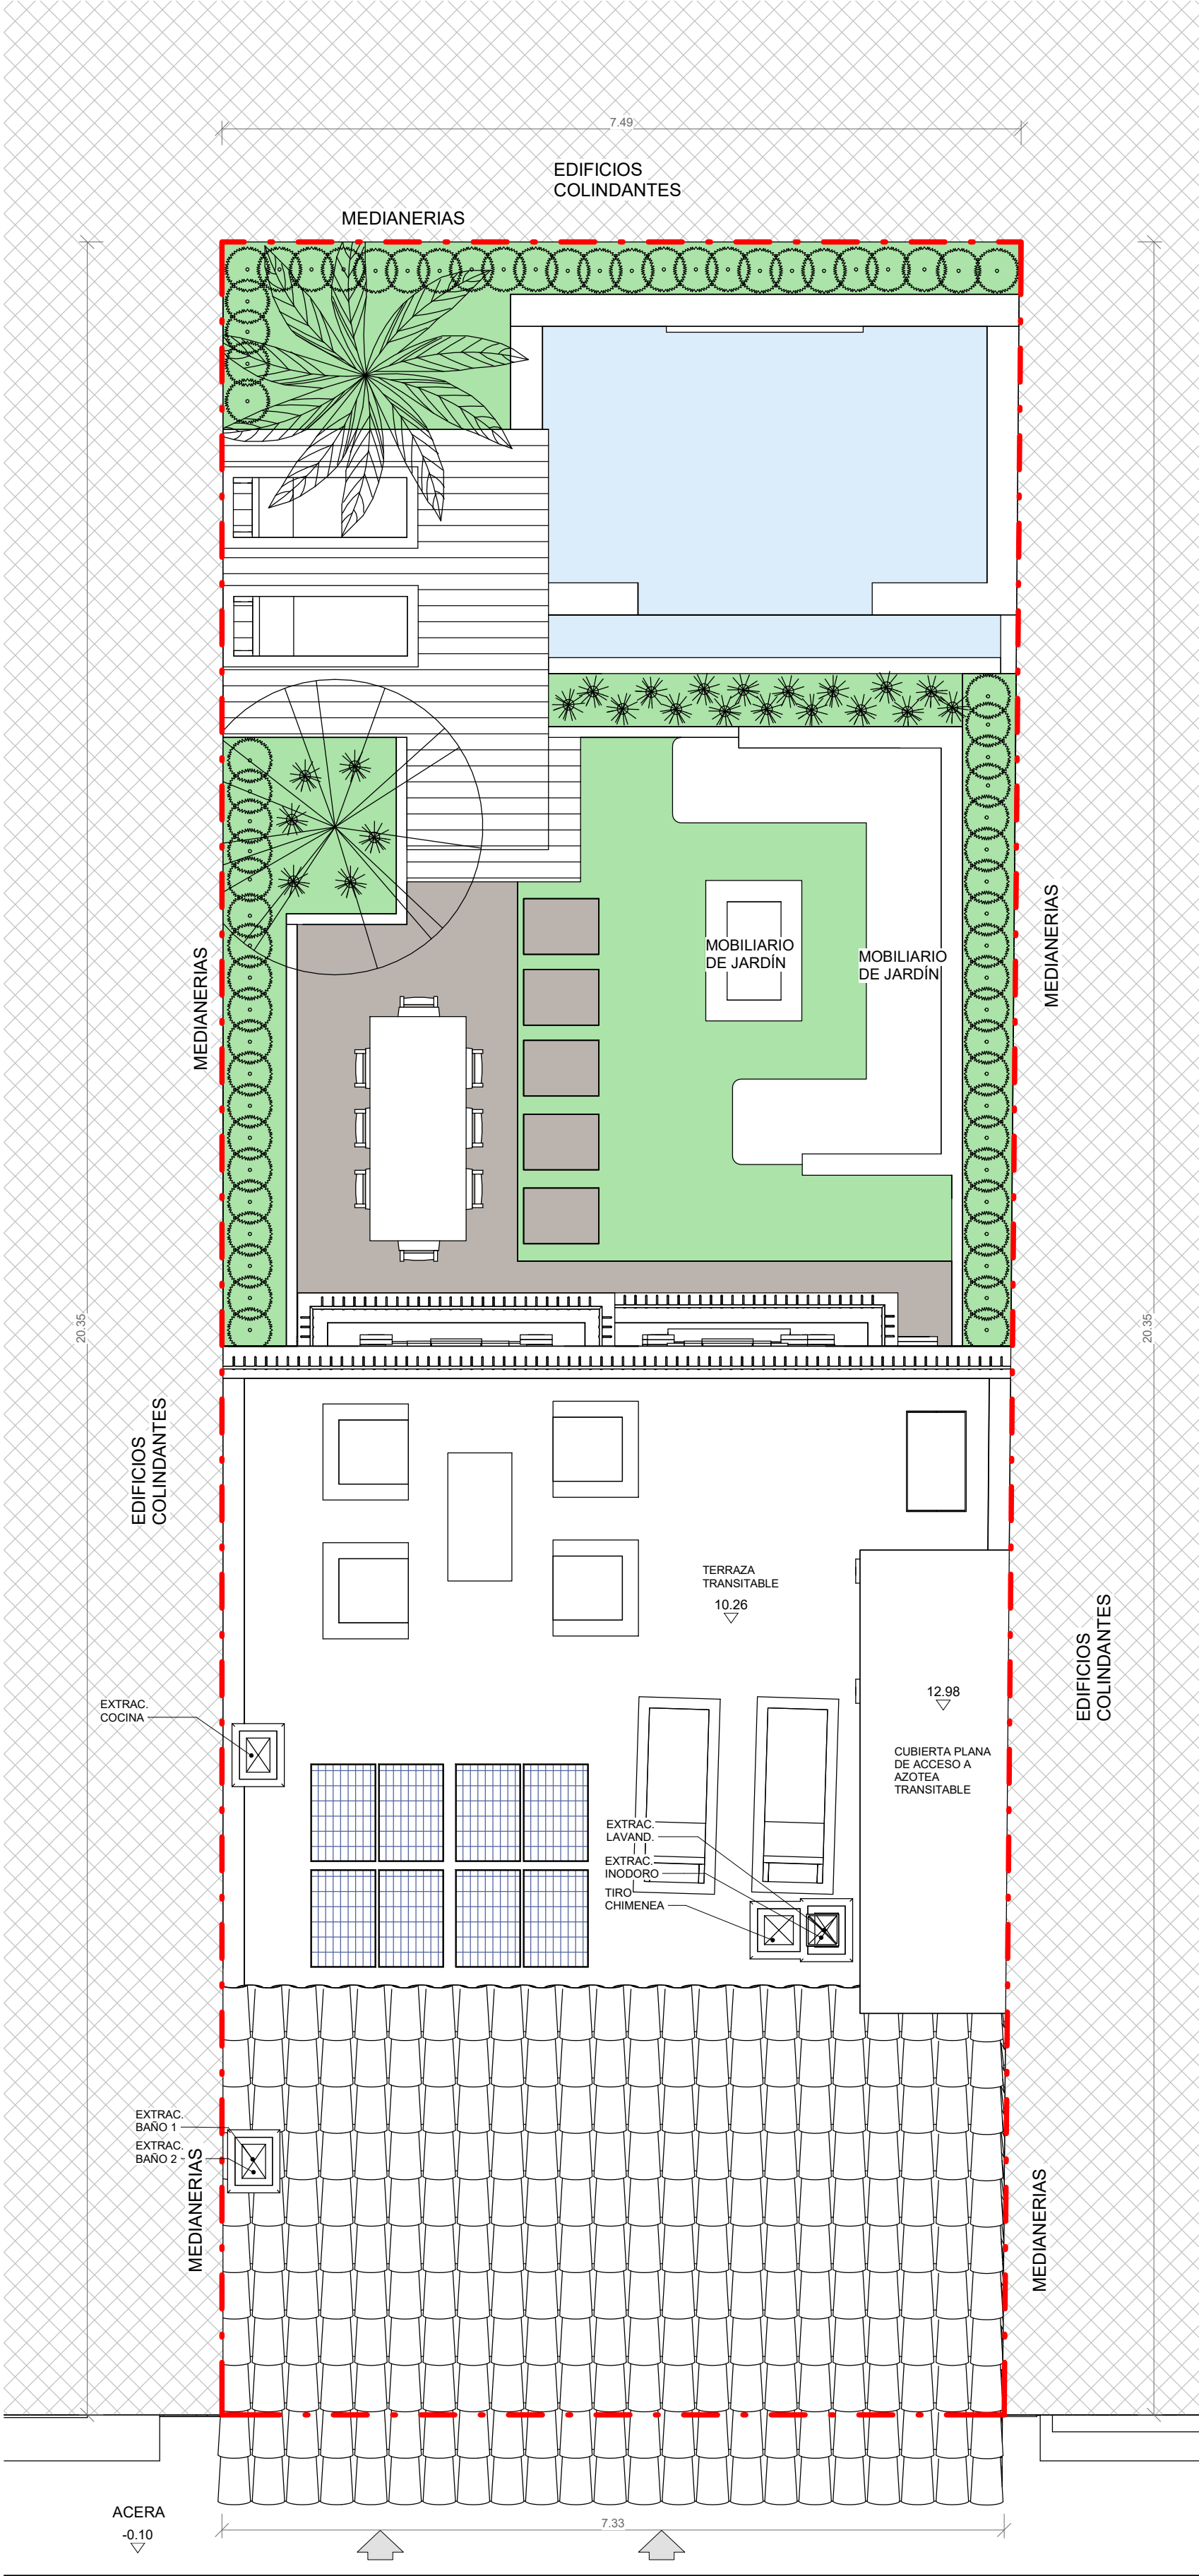 7.49
EDIFICIOS
COLINDANTES
MEDIANERIAS
MOBILIARIO
DE JARDÍN
MOBILIARIO
DE JARDÍN
MEDIANERIAS
MEDIANERIAS
20.35
20.35
EDIFICIOS
COLINDANTES
TERRAZA
TRANSITABLE
10.26
EDIFICIOS
COLINDANTES
EXTRAC.
COCINA
12.98
CUBIERTA PLANA
DE ACCESO A
AZOTEA
TRANSITABLE
EXTRAC.
LAVAND.
EXTRAC.
INODORO
TIRO
CHIMENEA
EXTRAC.
BAÑO 1
EXTRAC.
BAÑO 2
MEDIANERIAS
MEDIANERIAS
ACERA
-0.10
7.33